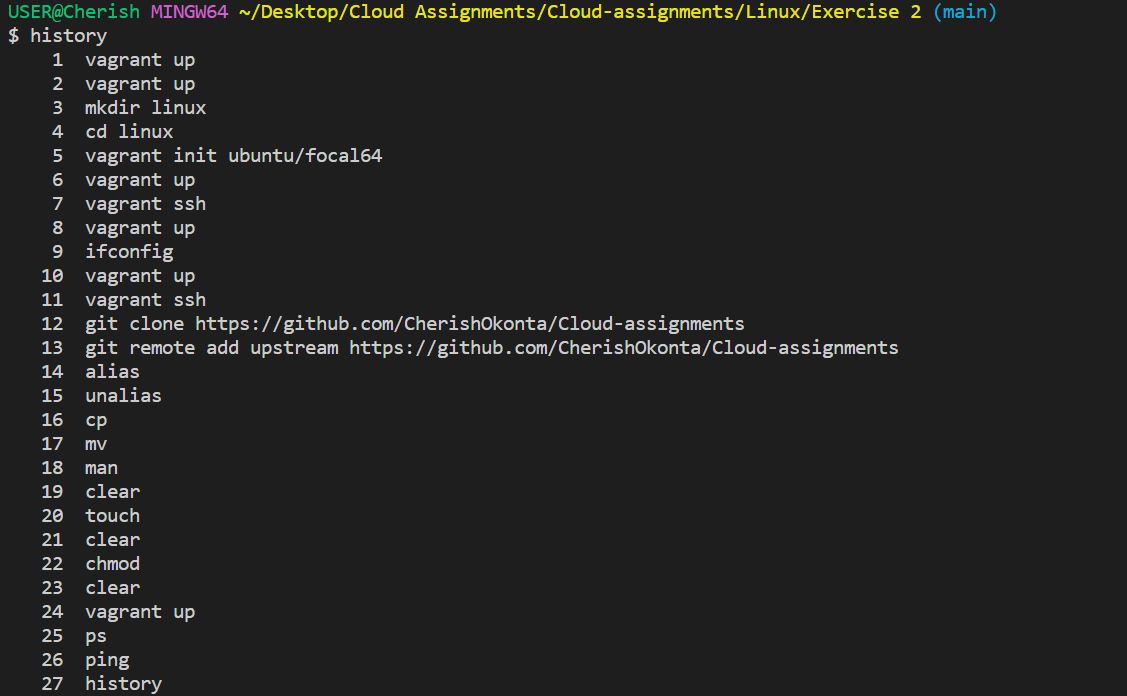 USER@Cherish MINGW64 ~/Desktop/Cloud Assignments/Cloud-assignments/Linux/Exercise 2 (main)
$ history
1 vagrant up
2 vagrant up
3 mkdir linux
4 cd linux
5 vagrant init ubuntu/focal64
6 vagrant up
7 vagrant ssh
8 vagrant up
9 ifconfig
10 vagrant up
11 vagrant ssh
12 git clone https://github.com/CherishOkonta/Cloud-assignments
13 git remote add upstream https://github.com/CherishOkonta/Cloud-assignments
14 alias
15 unalias
16 cp
17 mv
18 man
19 clear
20 touch
21 clear
22 chmod
23 clear
24 vagrant up
25 ps
26 ping
27 history